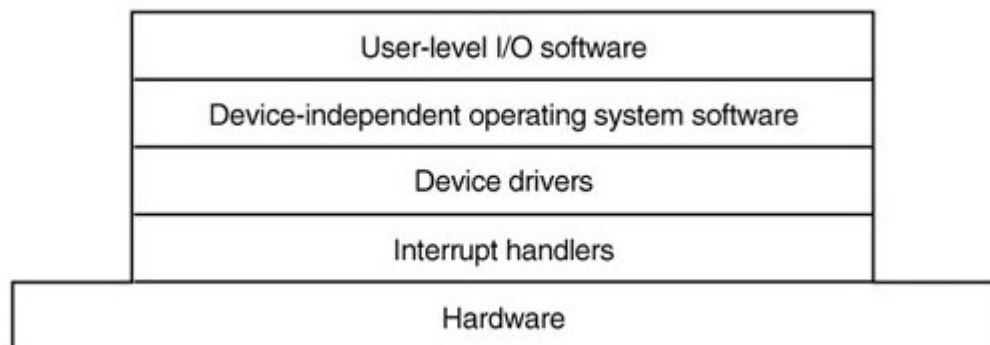 User-level I/O software
Device-independent operating system software
Device drivers
Interrupt handlers
Hardware